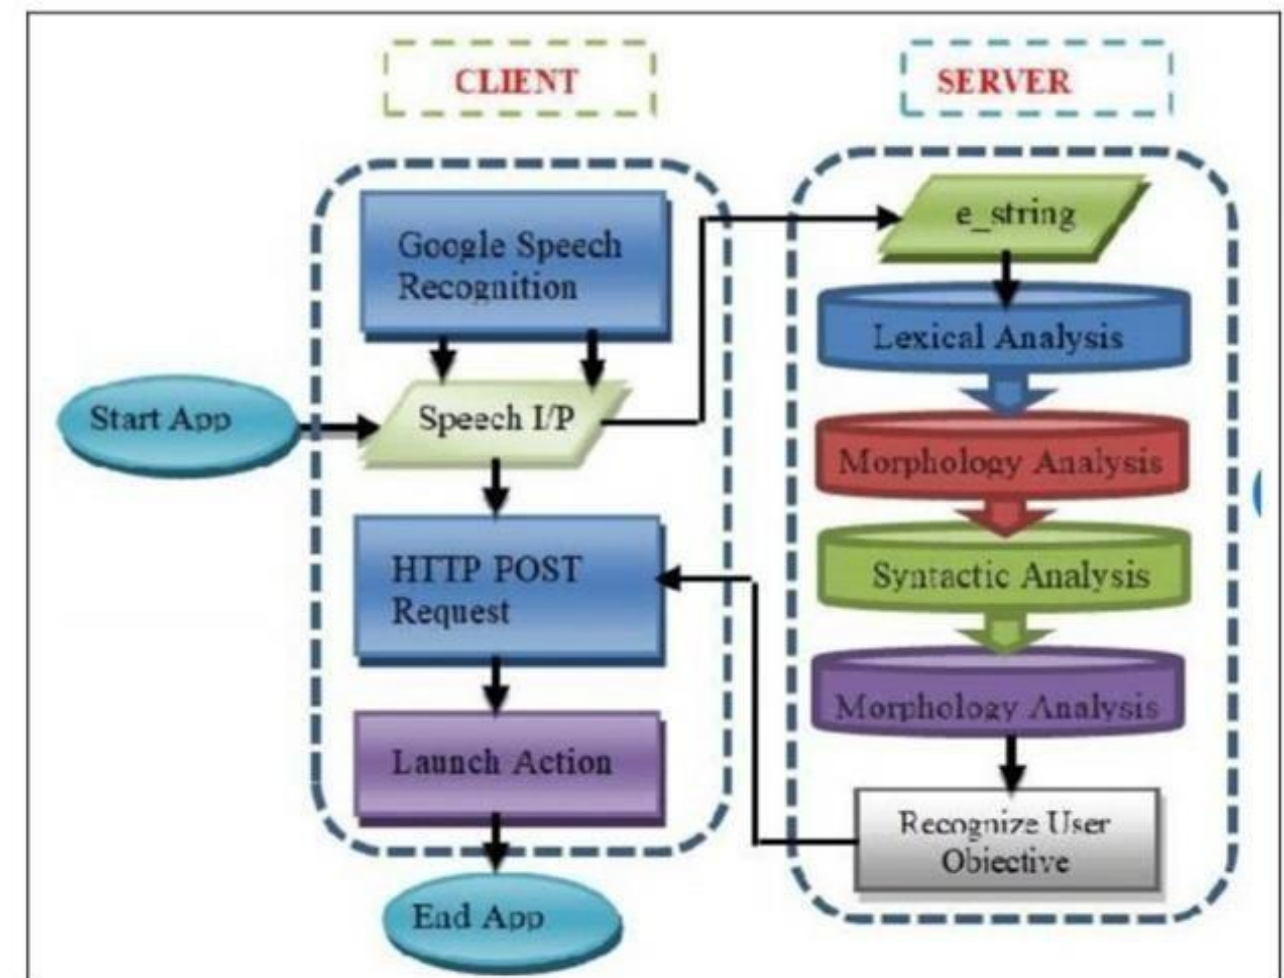 CLIENT
SERVER
Google Speech
Recognition
Start App
Speech I/P
HTTP POST
Request
Launch Action
End App
e_string
Lexical Analysis
Morphology Analysis
Syntactic Analysis
Morphology Analysis
Recognize User
Objective